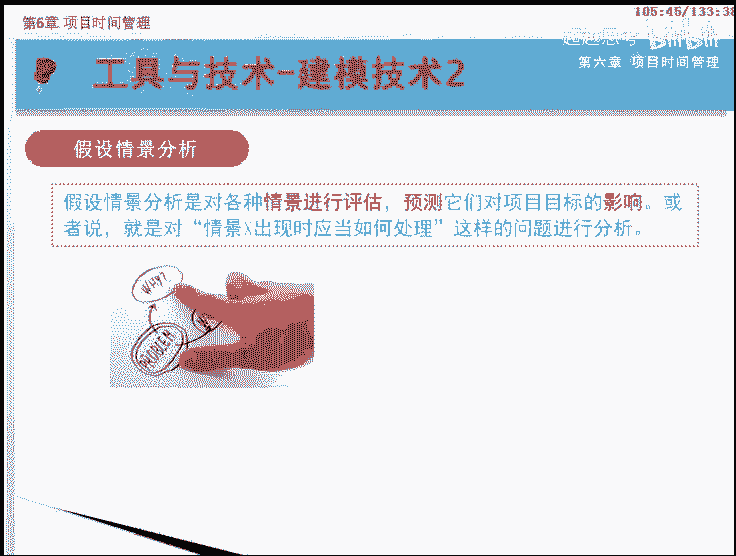 第6章 项目时间管理
105:45/133:38
bilibili
第六章 项目时间管理
工具与技术-建模技术2
假设情景分析
假设情景分析是对各种情景进行评估，预测它们对项目目标的影响。或
者说，就是对“情景X出现时应当如何处理”这样的问题进行分析。
WHY?
PROBLEM